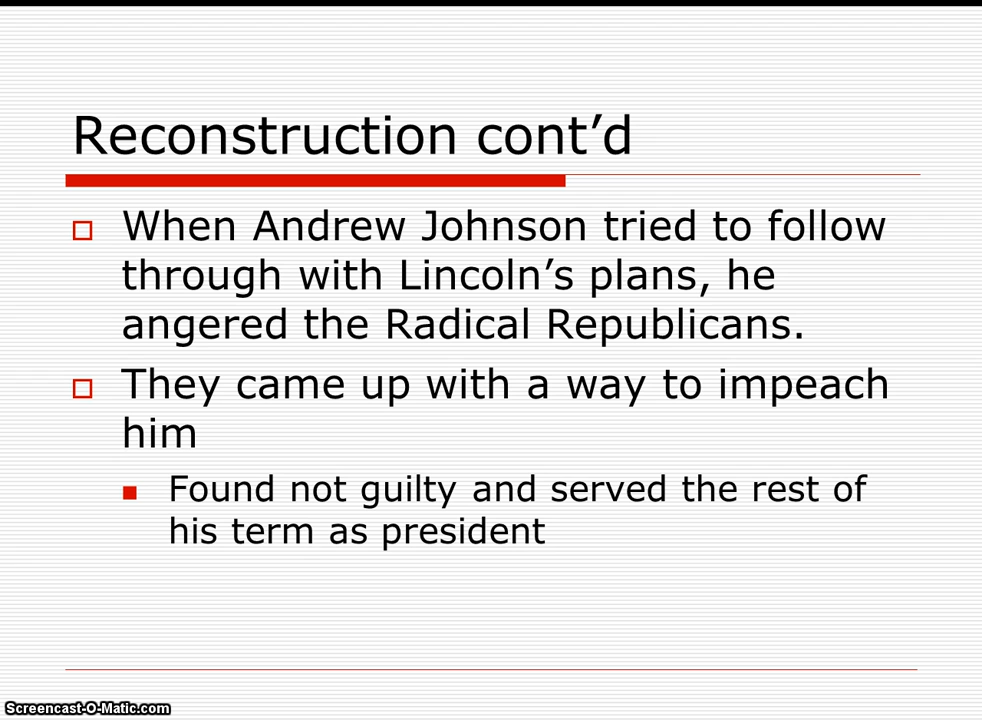 Reconstruction cont’d
When Andrew Johnson tried to follow
through with Lincoln’s plans, he
angered the Radical Republicans.
They came up with a way to impeach
him
Found not guilty and served the rest of
his term as president
Screencast-O-Matic.com